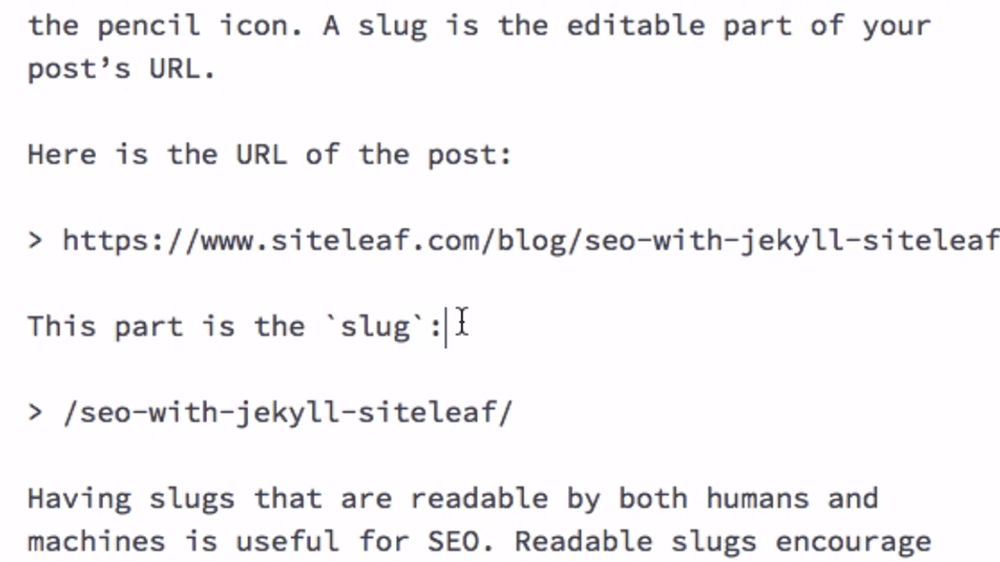 the pencil icon. A slug is the editable part of your
post’s URL.
Here is the URL of the post:
> https://www.siteleaf.com/blog/seo-with-jekyll-siteleaf
This part is the `slug`:
> /seo-with-jekyll-siteleaf/
Having slugs that are readable by both humans and
machines is useful for SEO. Readable slugs encourage